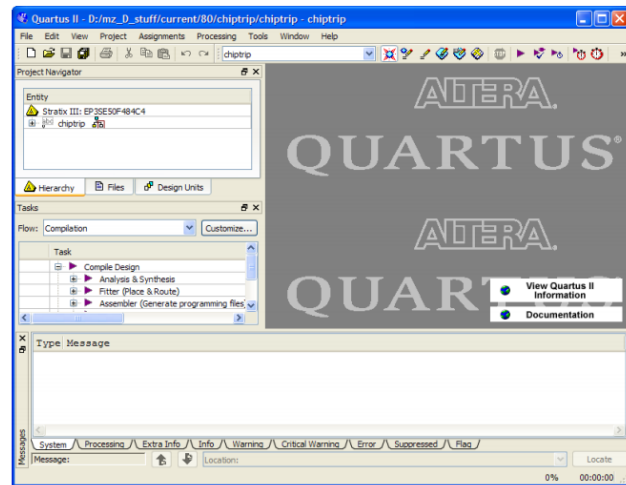 Quartus II - D:/mz_D_stuff/current/80/chiptrip/chiptrip - chiptrip
File Edit View Project Assignments Processing Tools Window Help
chiptrip
Project Navigator
Entity
Stratix III: EP3SE50F484C4
chiptrip
Hierarchy Files Design Units
Tasks
Flow: Compilation Customize...
Task
Compile Design
Analysis & Synthesis
Fitter (Place & Route)
Assembler (Generate programming files)
ALTERA.
QUARTUS®
ALTERA.
QUARTUS
View Quartus II
Information
Documentation
Type Message
Messages
System Processing Extra Info Info Warning Critical Warning Error Suppressed Flag
Message: Location: Locate
0% 00:00:00